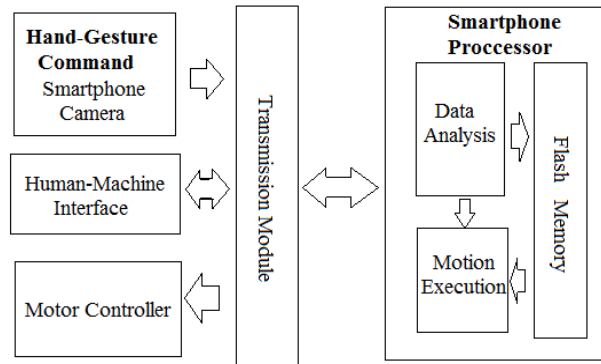 Hand-Gesture
Command
Smartphone
Camera
Human-Machine
Interface
Motor Controller
Transmission Module
Smartphone
Proccessor
Data
Analysis
Motion
Execution
Flash Memory